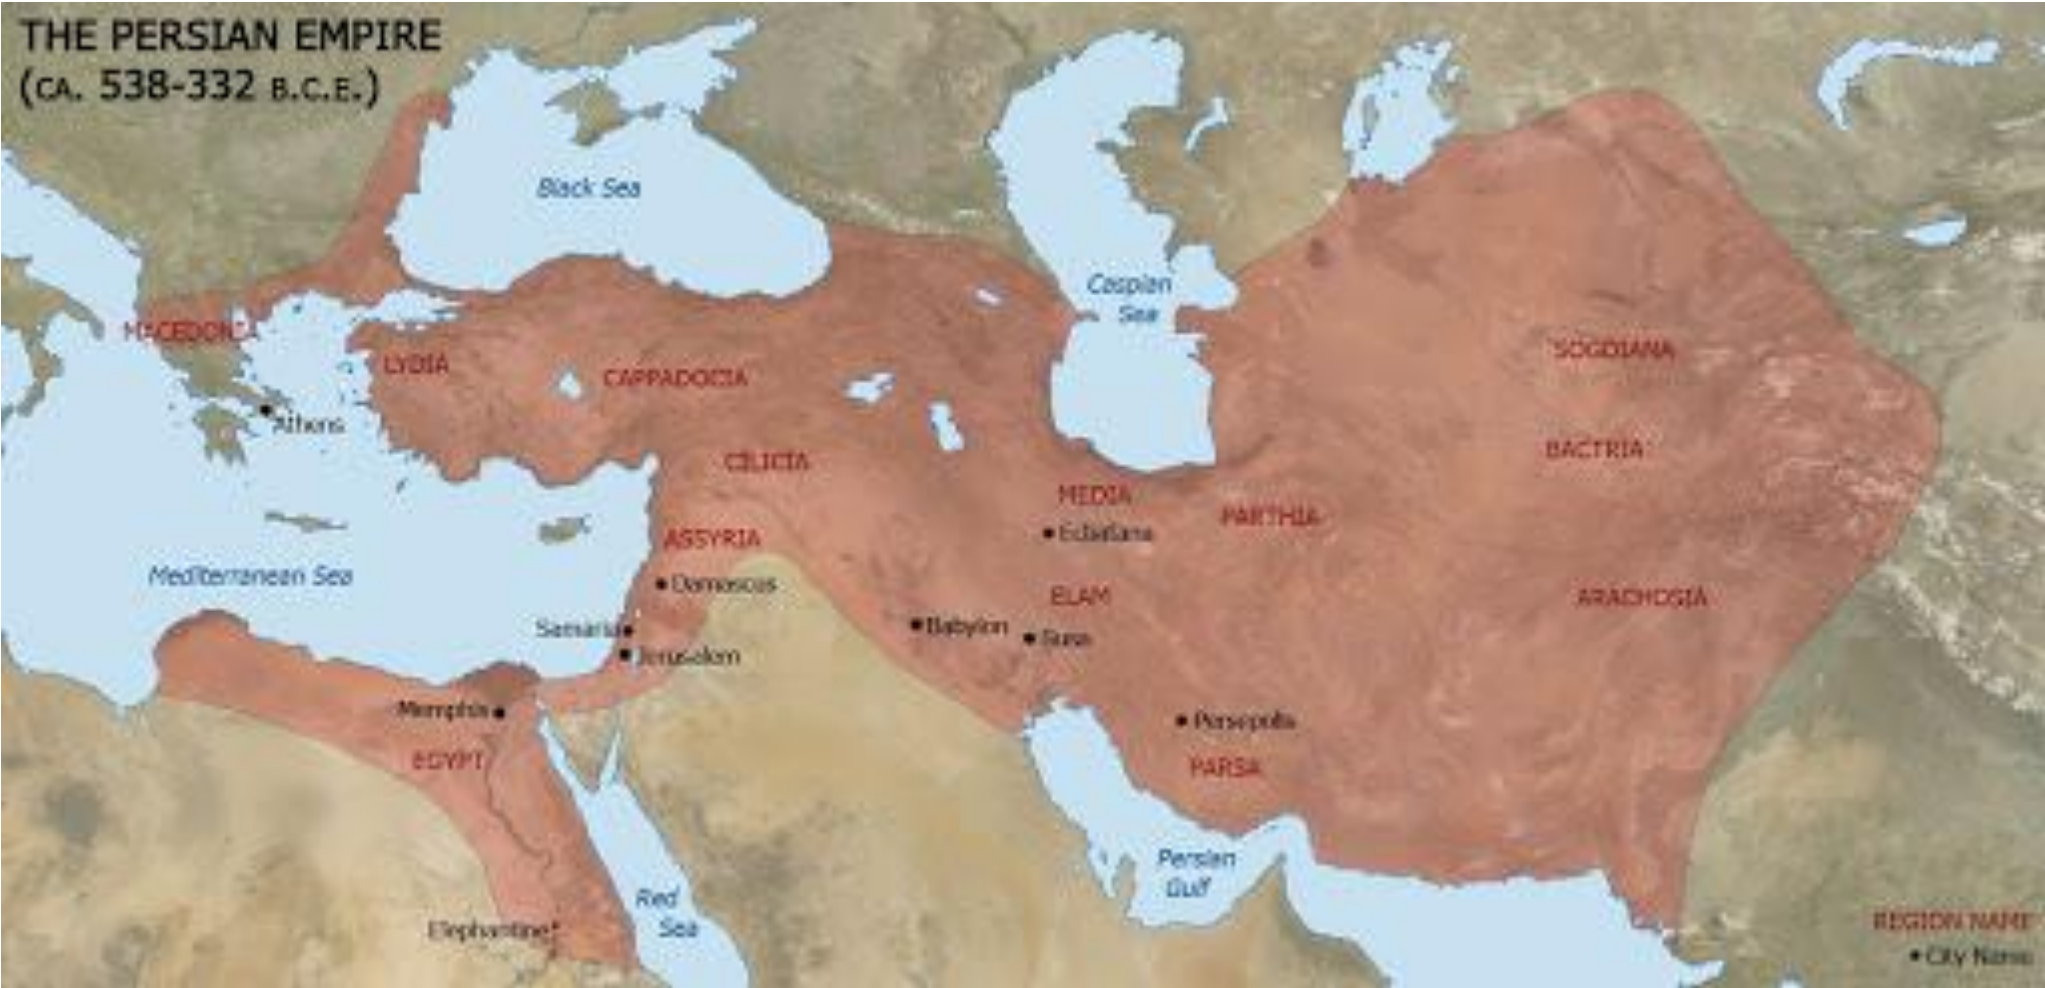 THE PERSIAN EMPIRE
(CA. 538-332 B.C.E.)
Black Sea
Caspian
Sea
MACEDONIA
LYDIA
CAPPADOCIA
SOGDIANA
Athens
CILICIA
BACTRIA
MEDIA
PARTHIA
Ecbatana
ASSYRIA
Mediterranean Sea
Damascus
ELAM
ARACHOSIA
Samaria
Babylon
Susa
Jerusalem
Memphis
Persepolis
EGYPT
PARSA
Persian
Gulf
Red
Sea
Elephantine
REGION NAME
City Name